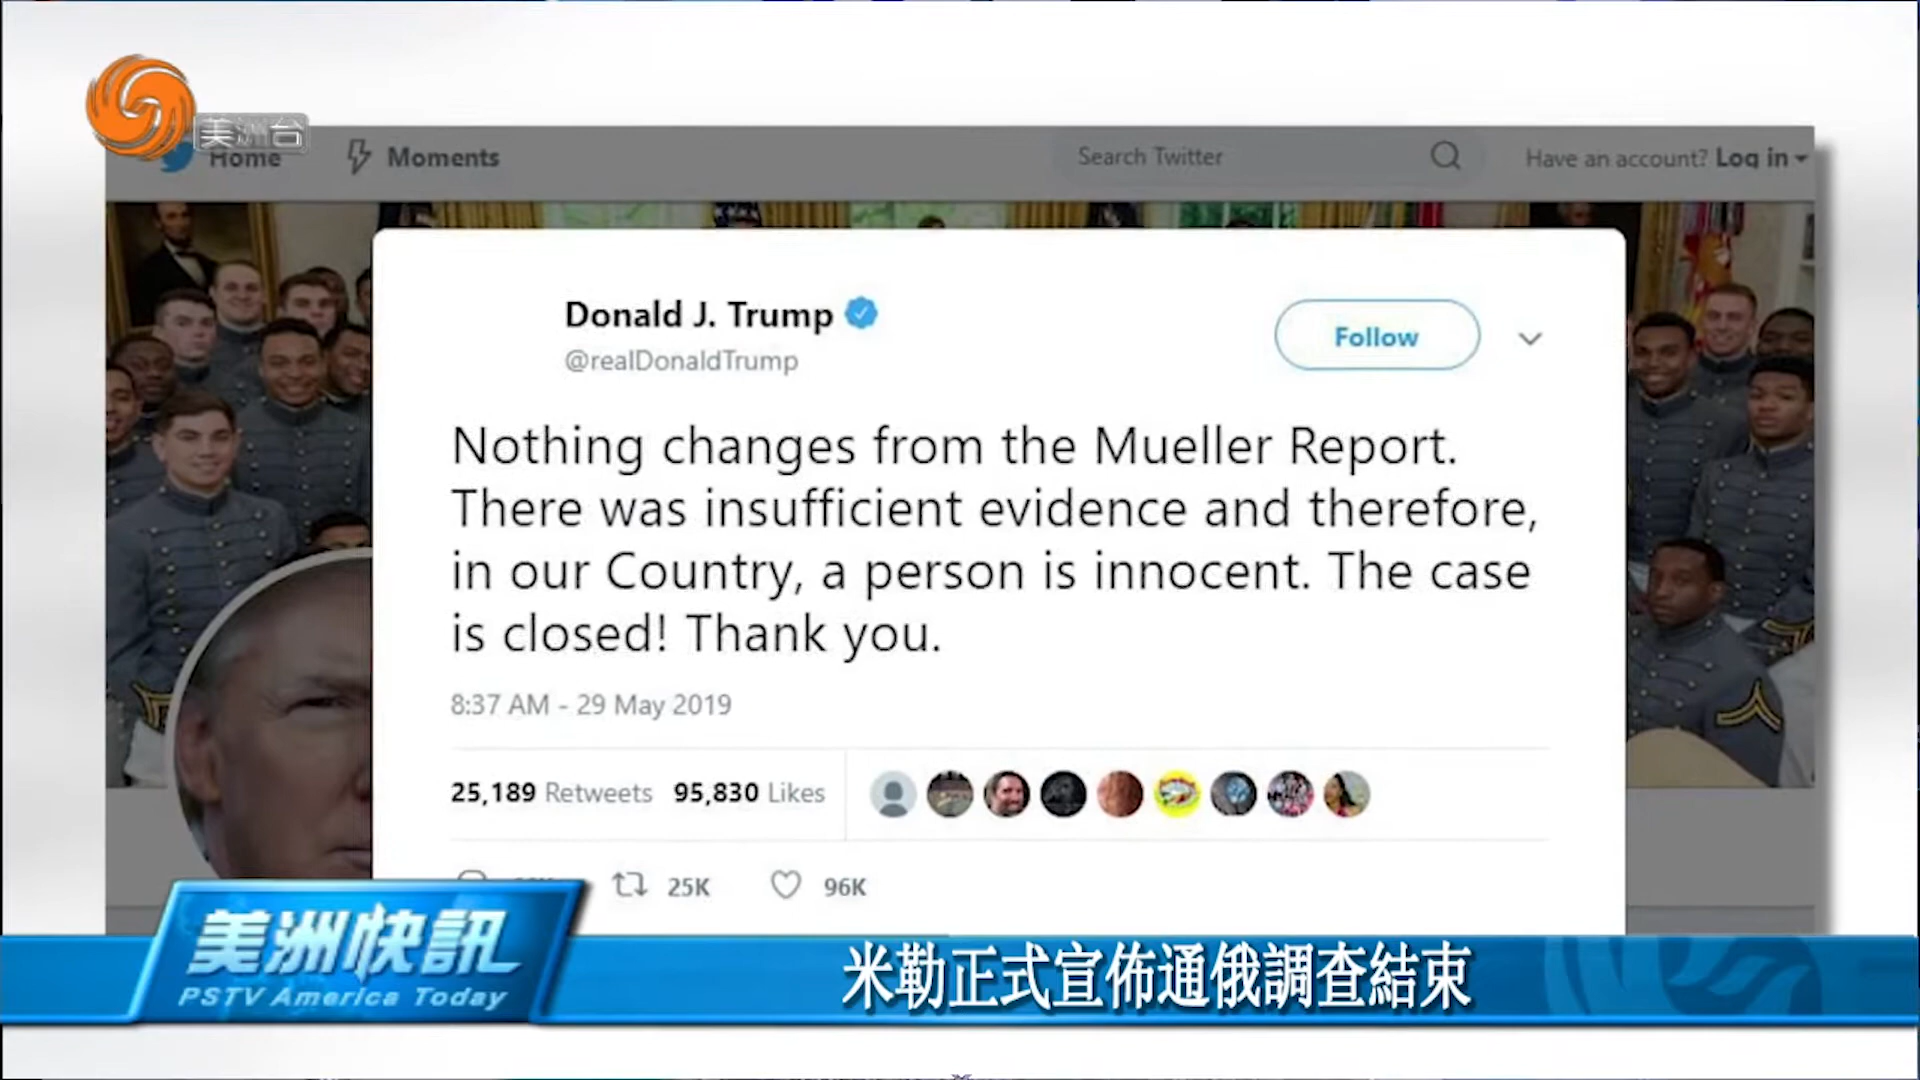 美洲台
Home
Moments
Search Twitter
Have an account? Log in
Donald J. Trump
@realDonaldTrump
Follow
Nothing changes from the Mueller Report.
There was insufficient evidence and therefore,
in our Country, a person is innocent. The case
is closed! Thank you.
8:37 AM - 29 May 2019
25,189 Retweets 95,830 Likes
25K
96K
美洲快訊
PSTV America Today
米勒正式宣佈通俄調查結束